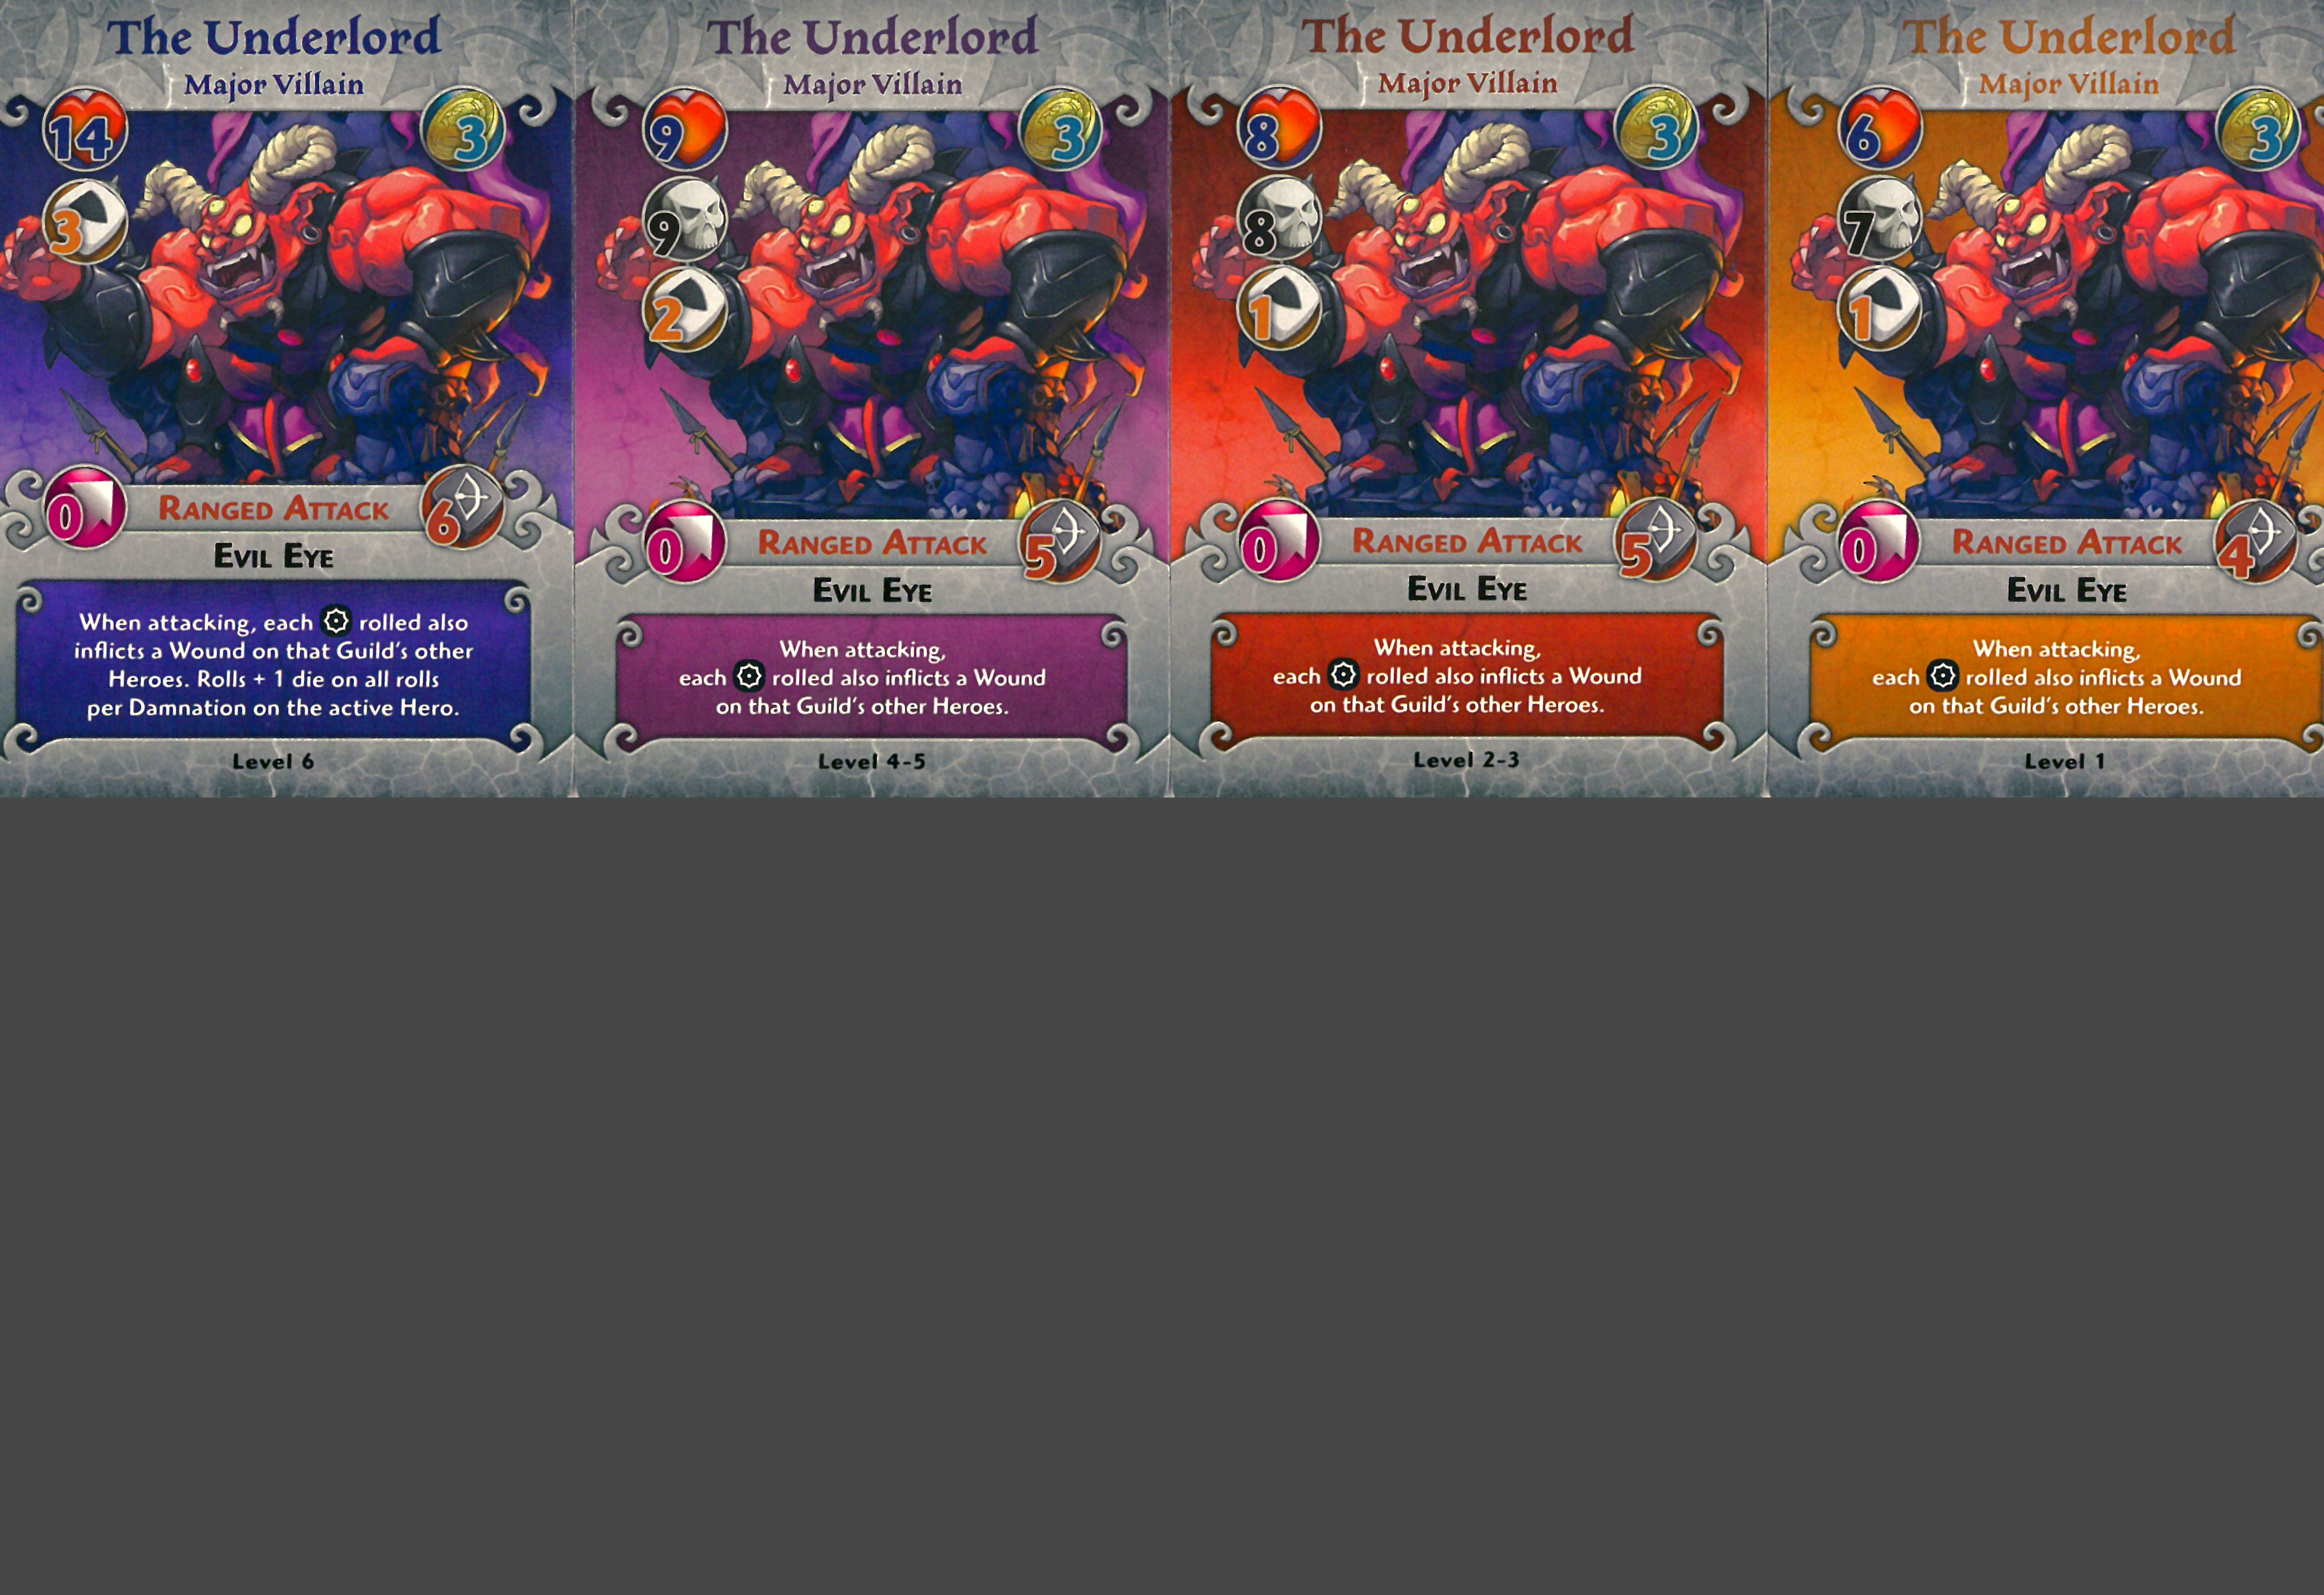 The Underlord
Major Villain
14
3
3
0
Ranged Attack
6
Evil Eye
When attacking, each rolled also
inflicts a Wound on that Guild's other
Heroes. Rolls + 1 die on all rolls
per Damnation on the active Hero.
Level 6
The Underlord
Major Villain
9
3
9
2
0
Ranged Attack
5
Evil Eye
When attacking,
each rolled also inflicts a Wound
on that Guild's other Heroes.
Level 4-5
The Underlord
Major Villain
8
3
8
1
0
Ranged Attack
5
Evil Eye
When attacking,
each rolled also inflicts a Wound
on that Guild's other Heroes.
Level 2-3
The Underlord
Major Villain
6
3
7
1
0
Ranged Attack
4
Evil Eye
When attacking,
each rolled also inflicts a Wound
on that Guild's other Heroes.
Level 1